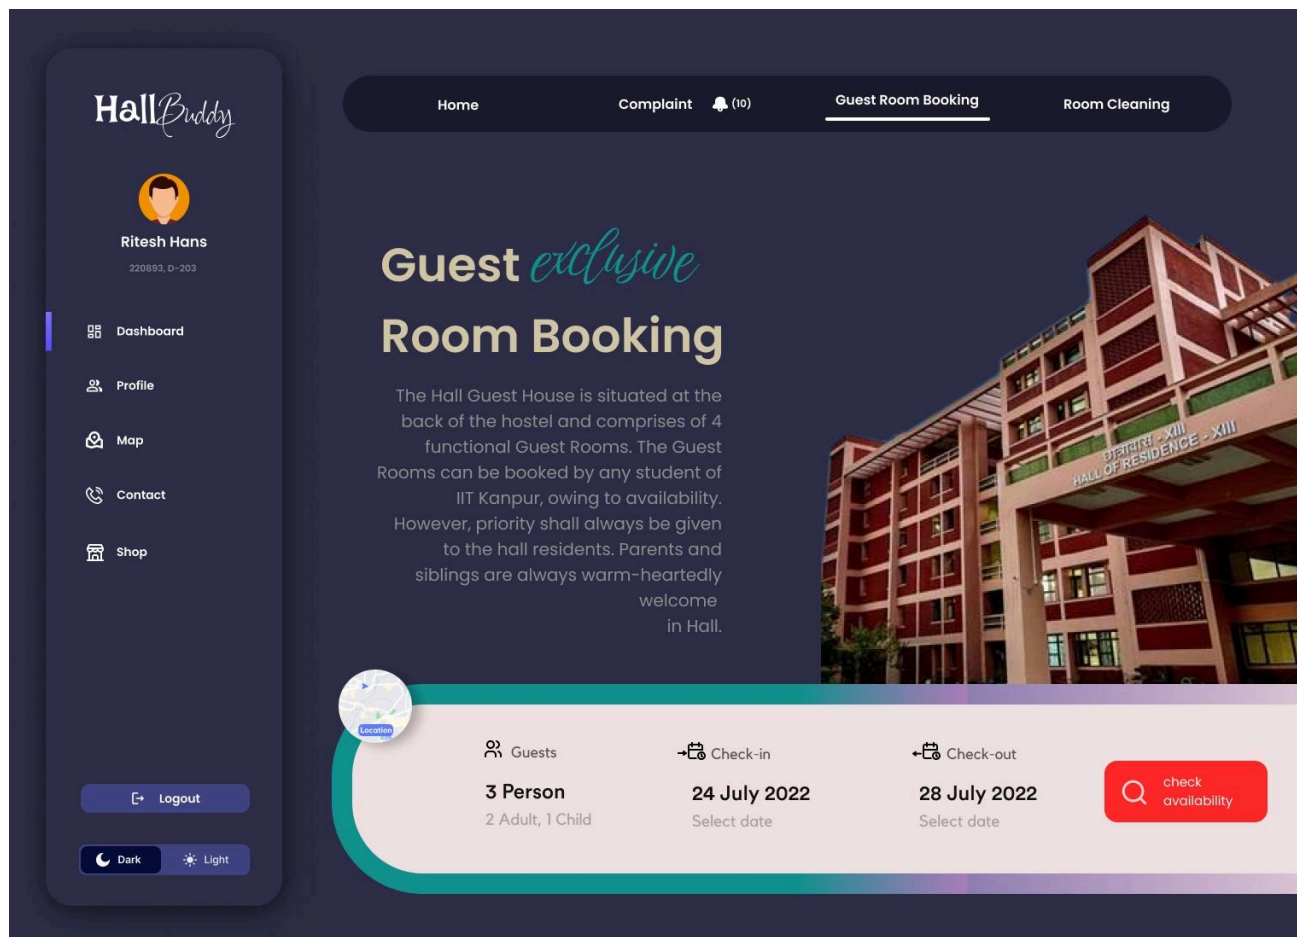 HallBuddy
Ritesh Hans
220893, D-203
Dashboard
Profile
Map
Contact
Shop
Logout
Dark
Light
Home
Complaint (10)
Guest Room Booking
Room Cleaning
Guest exclusive
Room Booking
The Hall Guest House is situated at the
back of the hostel and comprises of 4
functional Guest Rooms. The Guest
Rooms can be booked by any student of
IIT Kanpur, owing to availability.
However, priority shall always be given
to the hall residents. Parents and
siblings are always warm-heartedly
welcome
in Hall.
छात्रावास - XIII
HALL OF RESIDENCE - XIII
Location
Guests
3 Person
2 Adult, 1 Child
Check-in
24 July 2022
Select date
Check-out
28 July 2022
Select date
check
availability